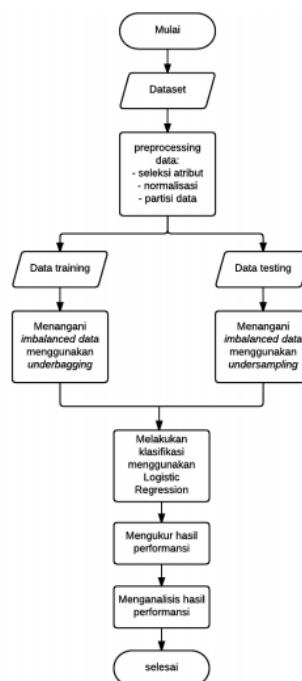 Mulai
Dataset
preprocessing
data:
- seleksi atribut
- normalisasi
- partisi data
Data training
Data testing
Menangani
imbalanced data
menggunakan
underbagging
Menangani
imbalanced data
menggunakan
undersampling
Melakukan
klasifikasi
menggunakan
Logistic
Regression
Mengukur hasil
performansi
Menganalisis hasil
performansi
selesai